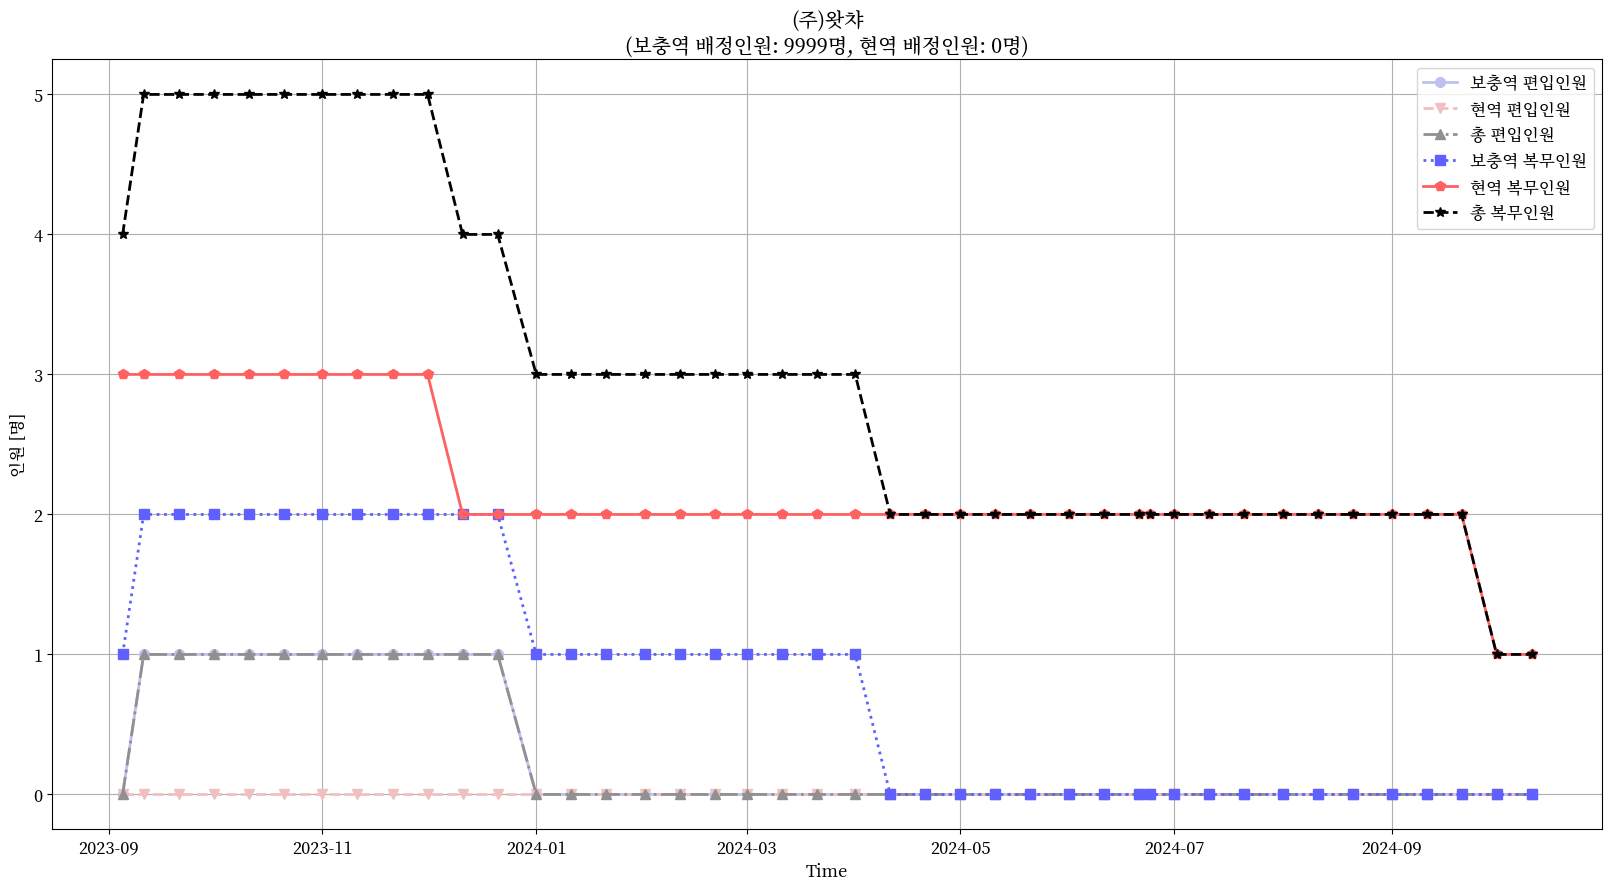 (주)왓챠
(보충역 배정인원: 9999명, 현역 배정인원: 0명)
보충역 편입인원
현역 편입인원
총 편입인원
보충역 복무인원
현역 복무인원
총 복무인원
인원 [명]
5
4
3
2
1
0
2023-09
2023-11
2024-01
2024-03
2024-05
2024-07
2024-09
Time